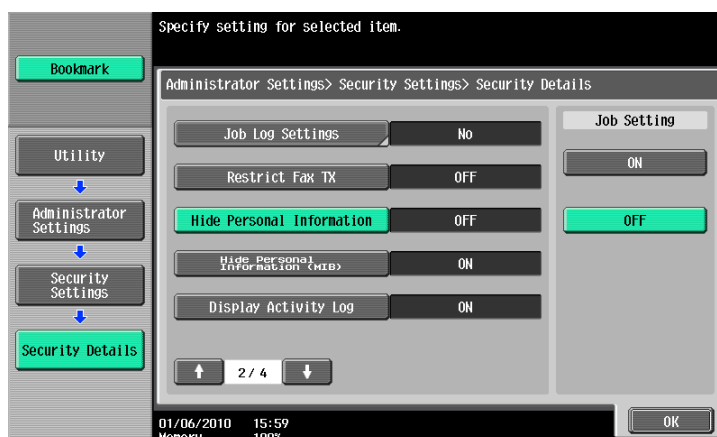 Specify setting for selected item.
Bookmark
Administrator Settings> Security Settings> Security Details
Job Setting
Job Log Settings
No
ON
Utility
Restrict Fax TX
OFF
Administrator
Settings
Hide Personal Information
OFF
OFF
Hide Personal
Information (MIB)
ON
Security
Settings
Display Activity Log
ON
Security Details
2/ 4
OK
01/06/2010 15:59
Memory 100%